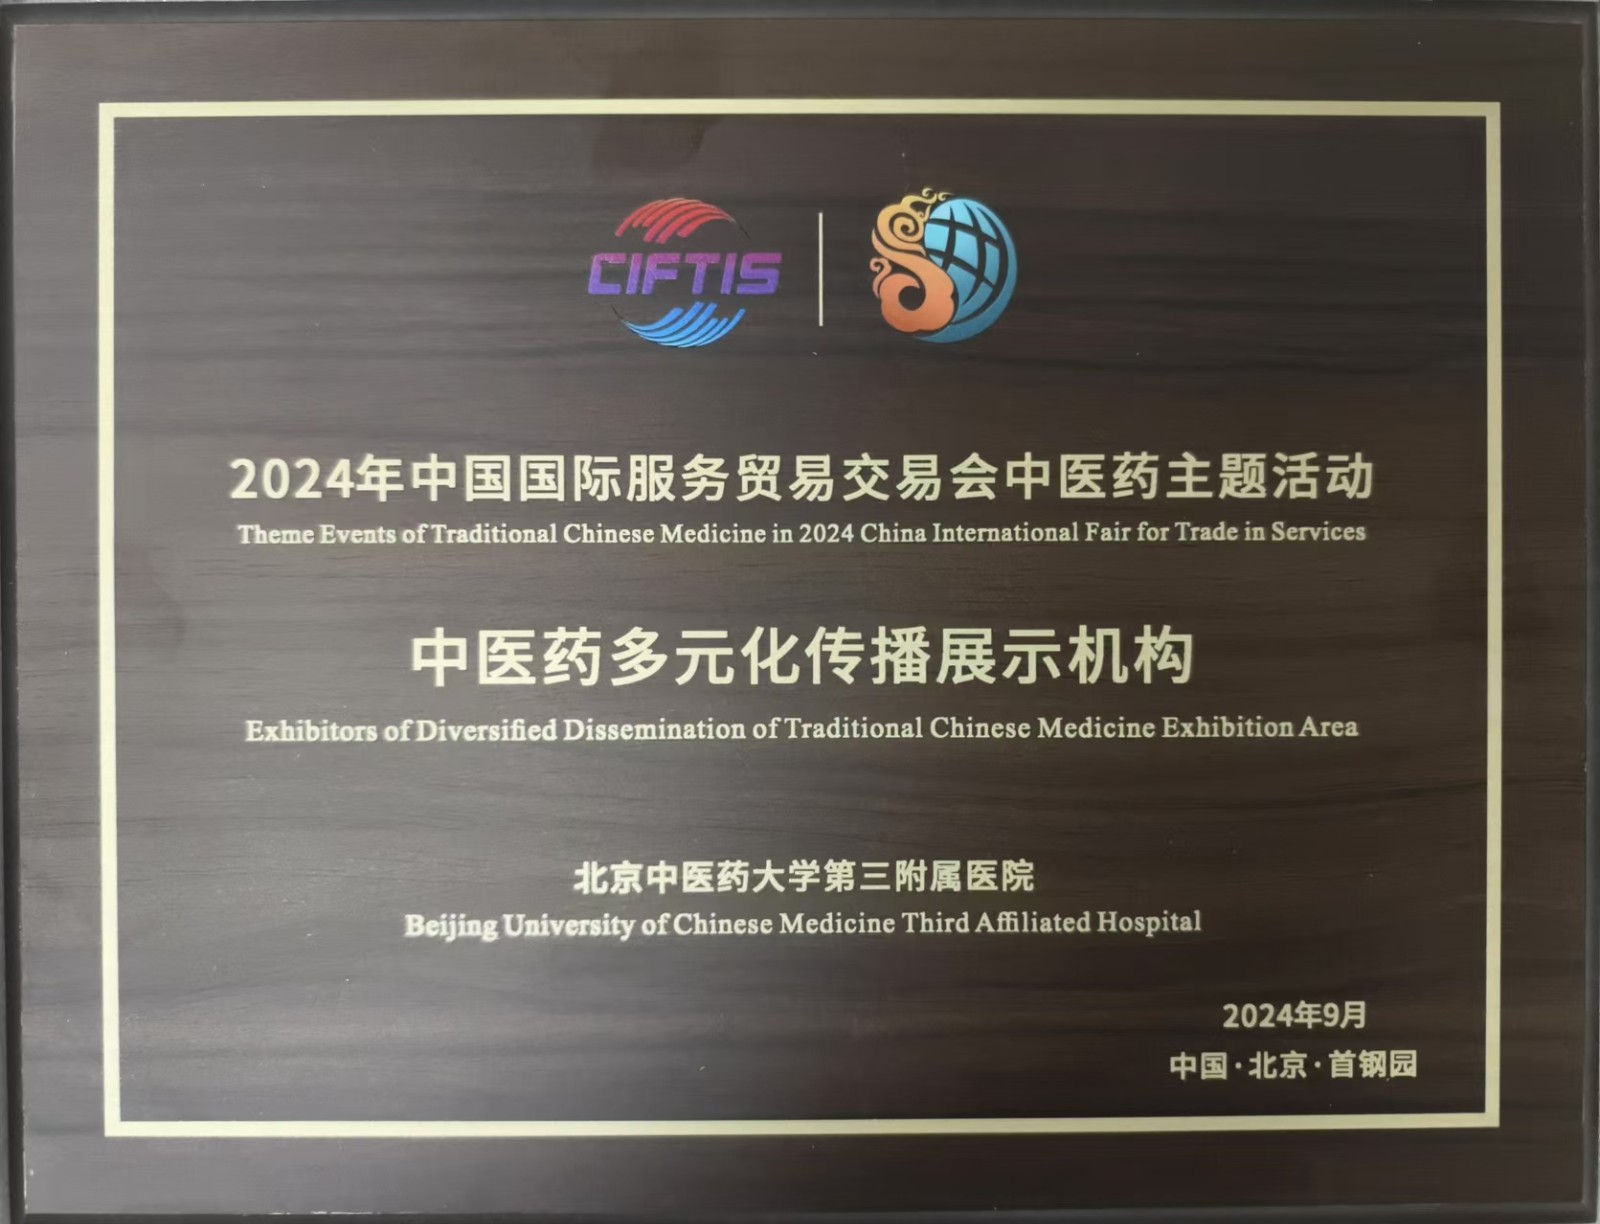 CIFTIS
2024年中国国际服务贸易交易会中医药主题活动
Theme Events of Traditional Chinese Medicine in 2024 China International Fair for Trade in Services
中医药多元化传播展示机构
Exhibitors of Diversified Dissemination of Traditional Chinese Medicine Exhibition Area
北京中医药大学第三附属医院
Beijing University of Chinese Medicine Third Affiliated Hospital
2024年9月
中国·北京·首钢园